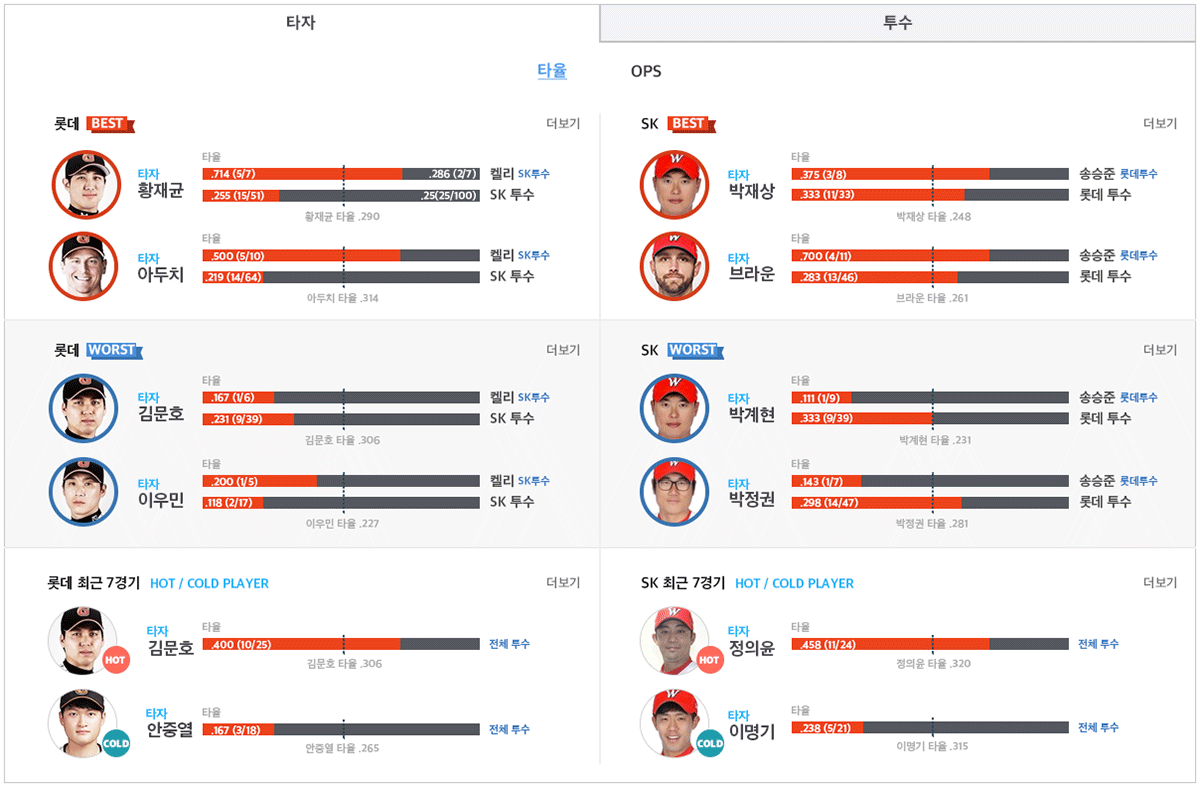 타자
투수
타율
OPS
롯데 BEST
더보기
타율
타자
황재균
.714 (5/7)
.286 (2/7)
켈리 SK투수
.255 (15/51)
.25(25/100)
SK 투수
황재균 타율 .290
타율
타자
아두치
.500 (5/10)
켈리 SK투수
.219 (14/64)
SK 투수
아두치 타율 .314
SK BEST
더보기
타율
타자
박재상
.375 (3/8)
송승준 롯데투수
.333 (11/33)
롯데 투수
박재상 타율 .248
타율
타자
브라운
.700 (4/11)
송승준 롯데투수
.283 (13/46)
롯데 투수
브라운 타율 .261
롯데 WORST
더보기
타율
타자
김문호
.167 (1/6)
켈리 SK투수
.231 (9/39)
SK 투수
김문호 타율 .306
타율
타자
이우민
.200 (1/5)
켈리 SK투수
.118 (2/17)
SK 투수
이우민 타율 .227
SK WORST
더보기
타율
타자
박계현
.111 (1/9)
송승준 롯데투수
.333 (9/39)
롯데 투수
박계현 타율 .231
타율
타자
박정권
.143 (1/7)
송승준 롯데투수
.298 (14/47)
롯데 투수
박정권 타율 .281
롯데 최근 7경기 HOT / COLD PLAYER
더보기
타율
타자
김문호
HOT
.400 (10/25)
전체 투수
김문호 타율 .306
타율
타자
안중열
COLD
.167 (3/18)
전체 투수
안중열 타율 .265
SK 최근 7경기 HOT / COLD PLAYER
더보기
타율
타자
정의윤
HOT
.458 (11/24)
전체 투수
정의윤 타율 .320
타율
타자
이명기
COLD
.238 (5/21)
전체 투수
이명기 타율 .315